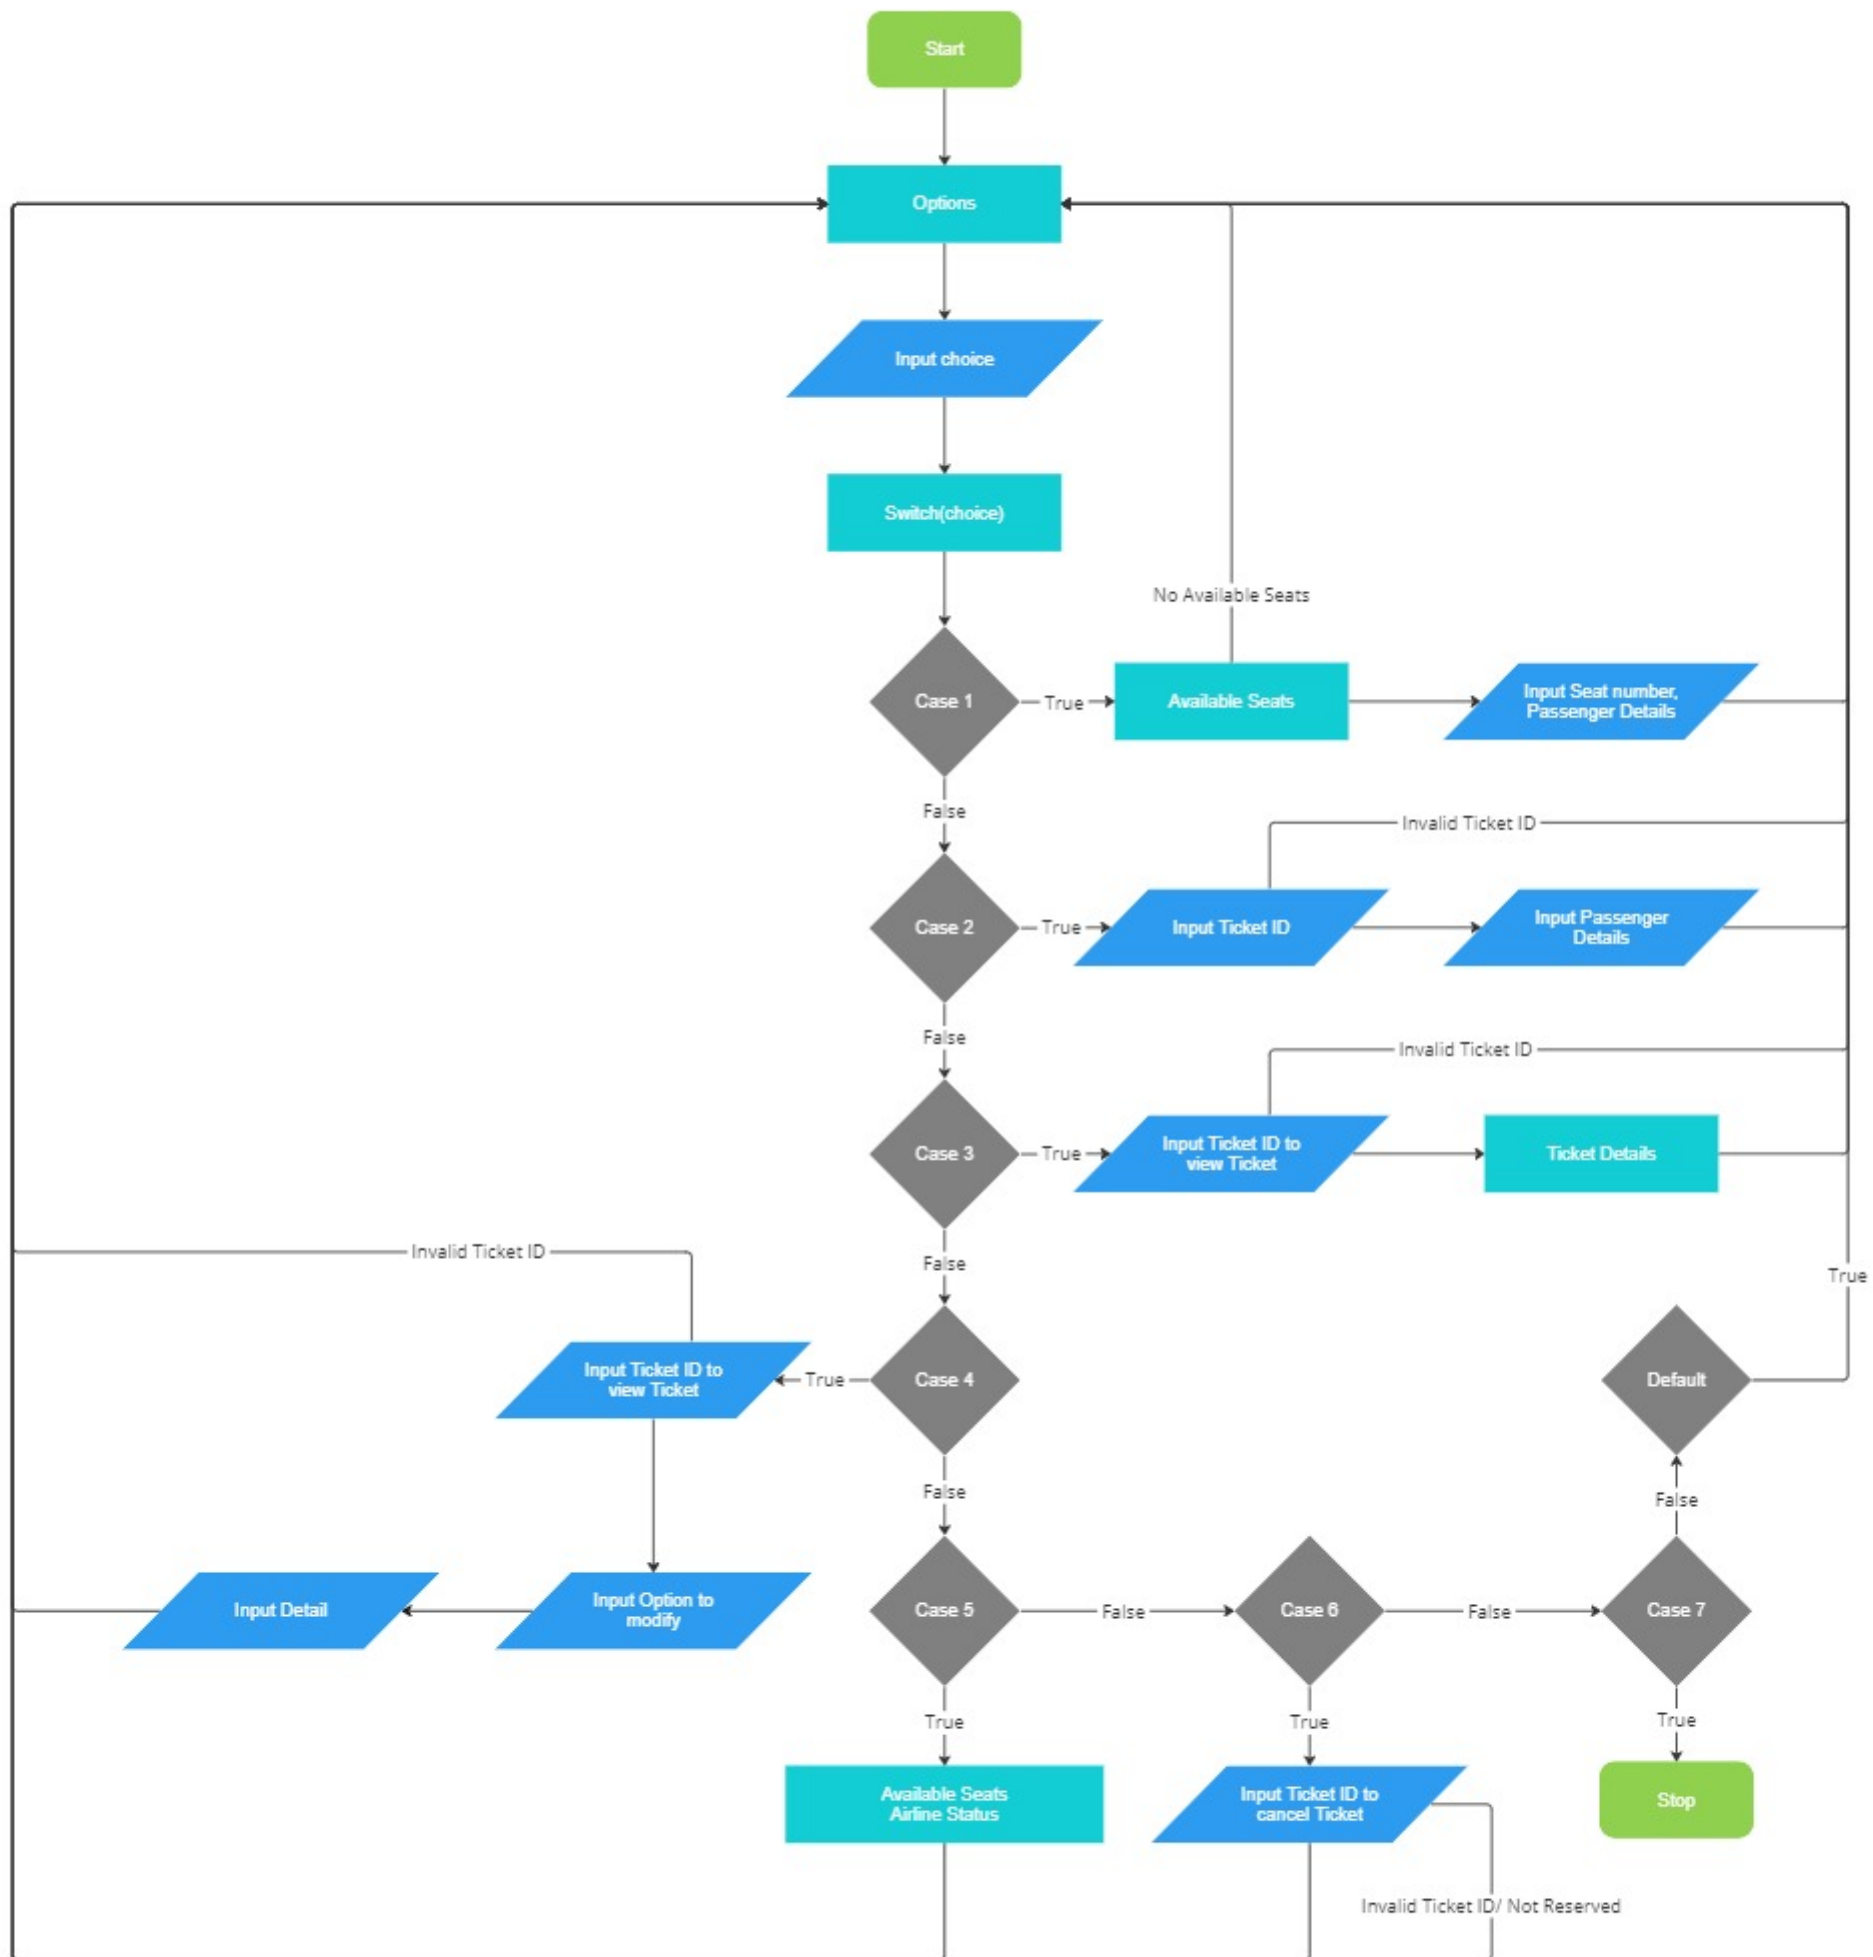 Start
Options
Input choice
Switch(choice)
No Available Seats
Case 1
True
Available Seats
Input Seat number,
Passenger Details
False
Invalid Ticket ID
Case 2
True
Input Ticket ID
Input Passenger
Details
False
Invalid Ticket ID
Case 3
True
Input Ticket ID to
view Ticket
Ticket Details
False
Invalid Ticket ID
True
Input Ticket ID to
view Ticket
True
Case 4
Default
False
False
Input Detail
Input Option to
modify
Case 5
False
Case 6
False
Case 7
True
True
True
Available Seats
Airline Status
Input Ticket ID to
cancel Ticket
Stop
Invalid Ticket ID/ Not Reserved